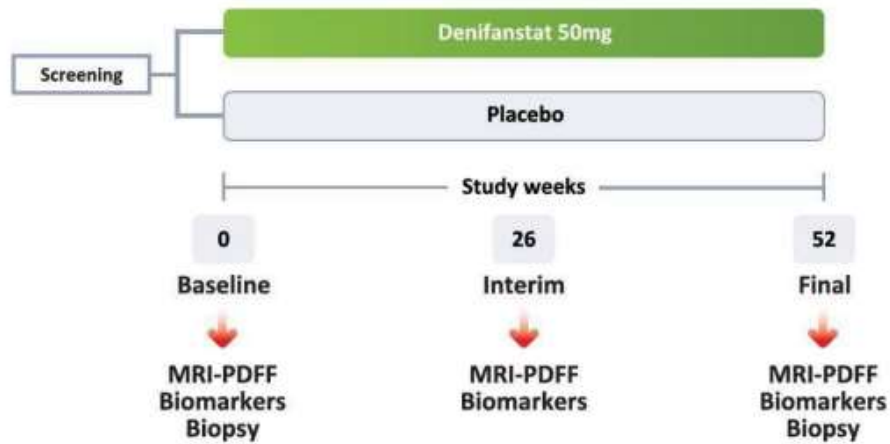 Denifanstat 50mg
Screening
Placebo
Study weeks
0
26
52
Baseline
Interim
Final
MRI-PDFF
Biomarkers
Biopsy
MRI-PDFF
Biomarkers
MRI-PDFF
Biomarkers
Biopsy